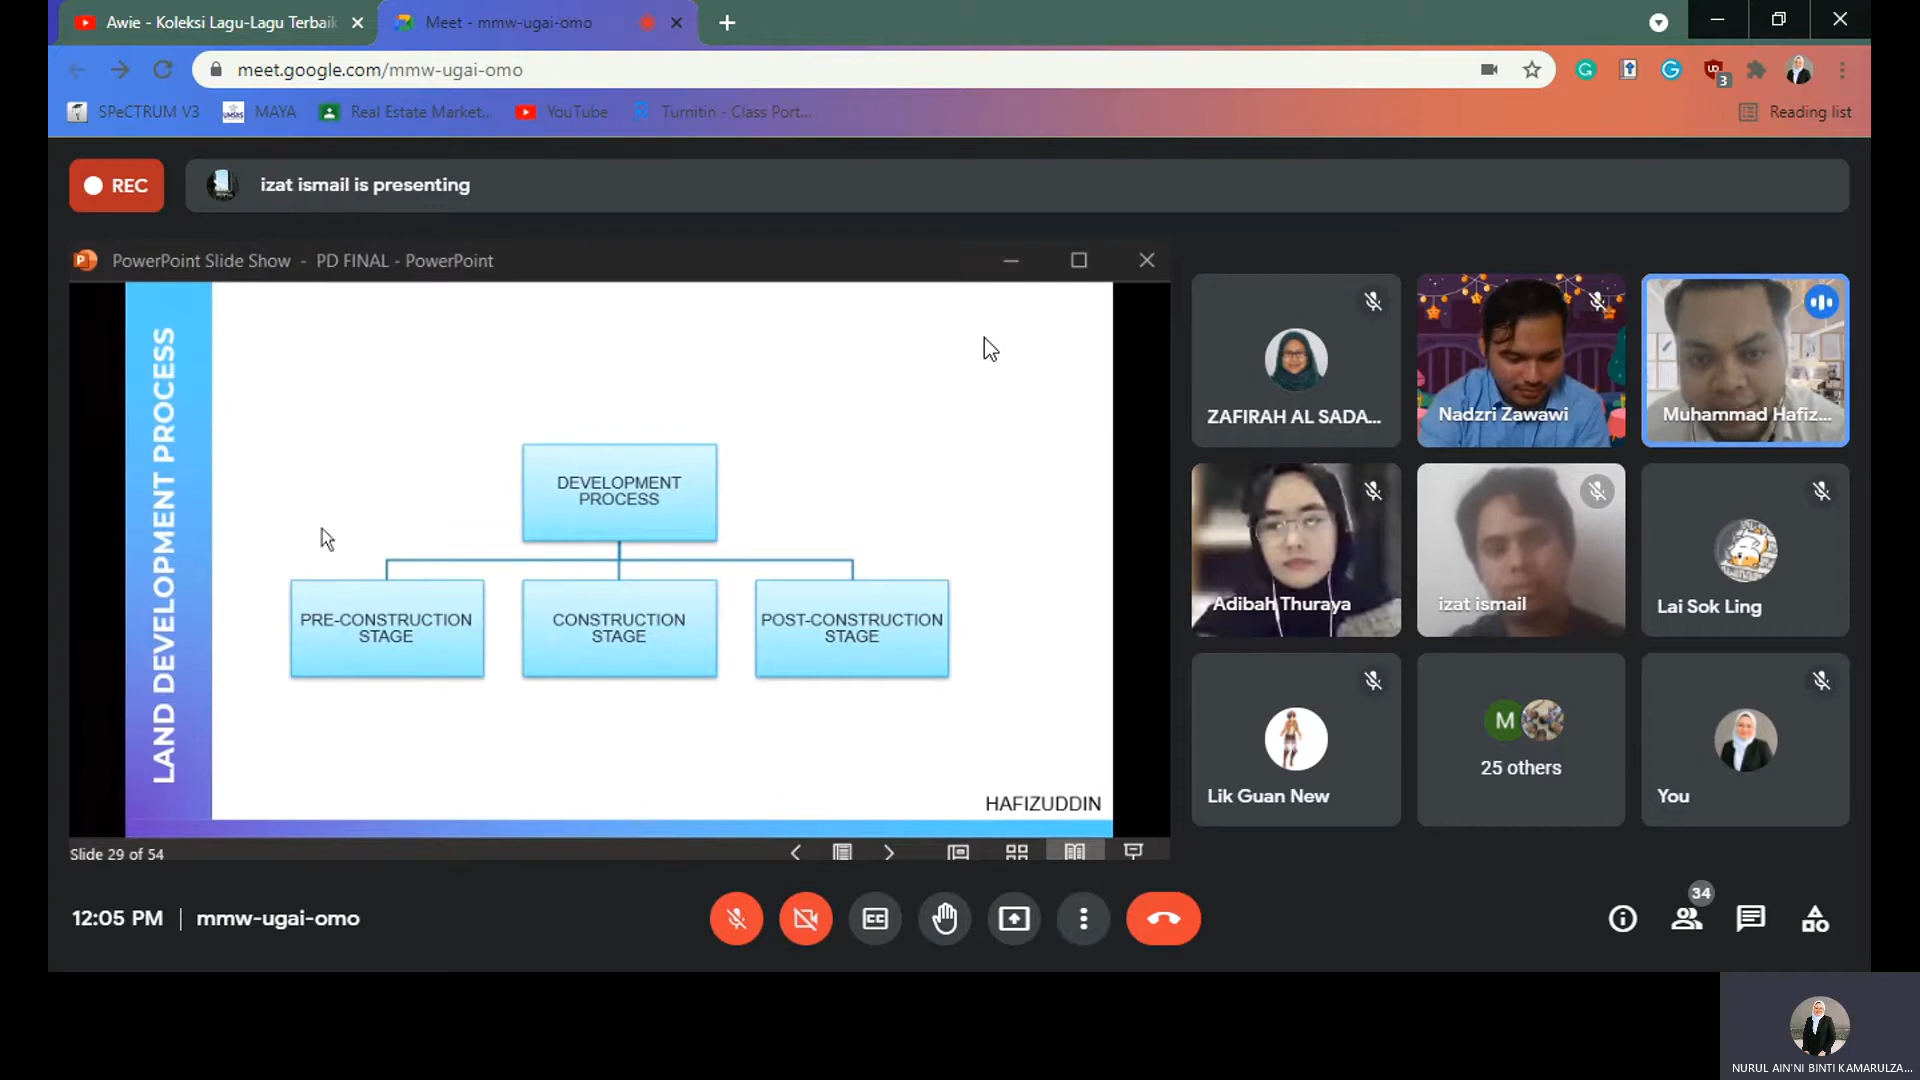 Awie - Koleksi Lagu-Lagu Terbaik
Meet - mmw-ugai-omo
meet.google.com/mmw-ugai-omo
3
SPeCTRUM V3
MAYA
Real Estate Market...
YouTube
Turnitin - Class Port...
Reading list
REC
izat ismail is presenting
PowerPoint Slide Show - PD FINAL - PowerPoint
LAND DEVELOPMENT PROCESS
DEVELOPMENT
PROCESS
PRE-CONSTRUCTION
STAGE
CONSTRUCTION
STAGE
POST-CONSTRUCTION
STAGE
HAFIZUDDIN
Slide 29 of 54
ZAFIRAH AL SADA...
Nadzri Zawawi
Muhammad Hafiz...
Adibah Thuraya
izat ismail
Lai Sok Ling
Lik Guan New
M
25 others
You
12:05 PM | mmw-ugai-omo
34
NURUL AIN'NI BINTI KAMARULZA...